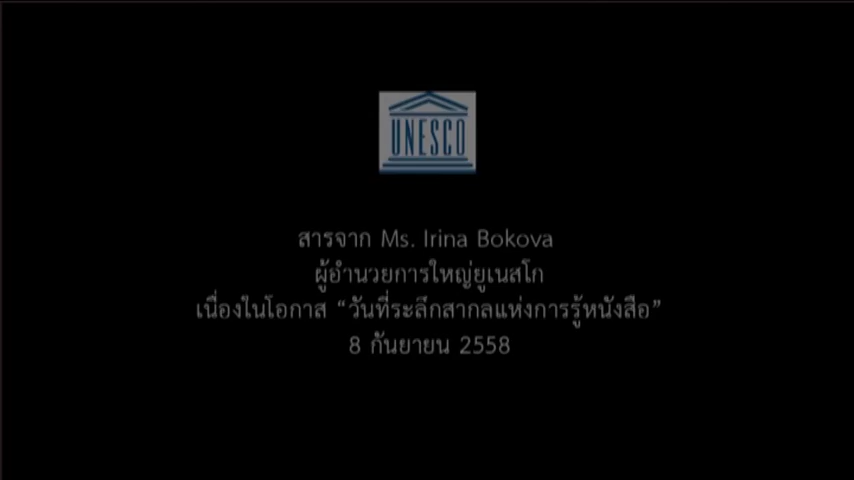 UNESCO
สารจาก Ms. Irina Bokova
ผู้อำนวยการใหญ่ยูเนสโก
เนื่องในโอกาส “วันที่ระลึกสากลแห่งการรู้หนังสือ”
8 กันยายน 2558